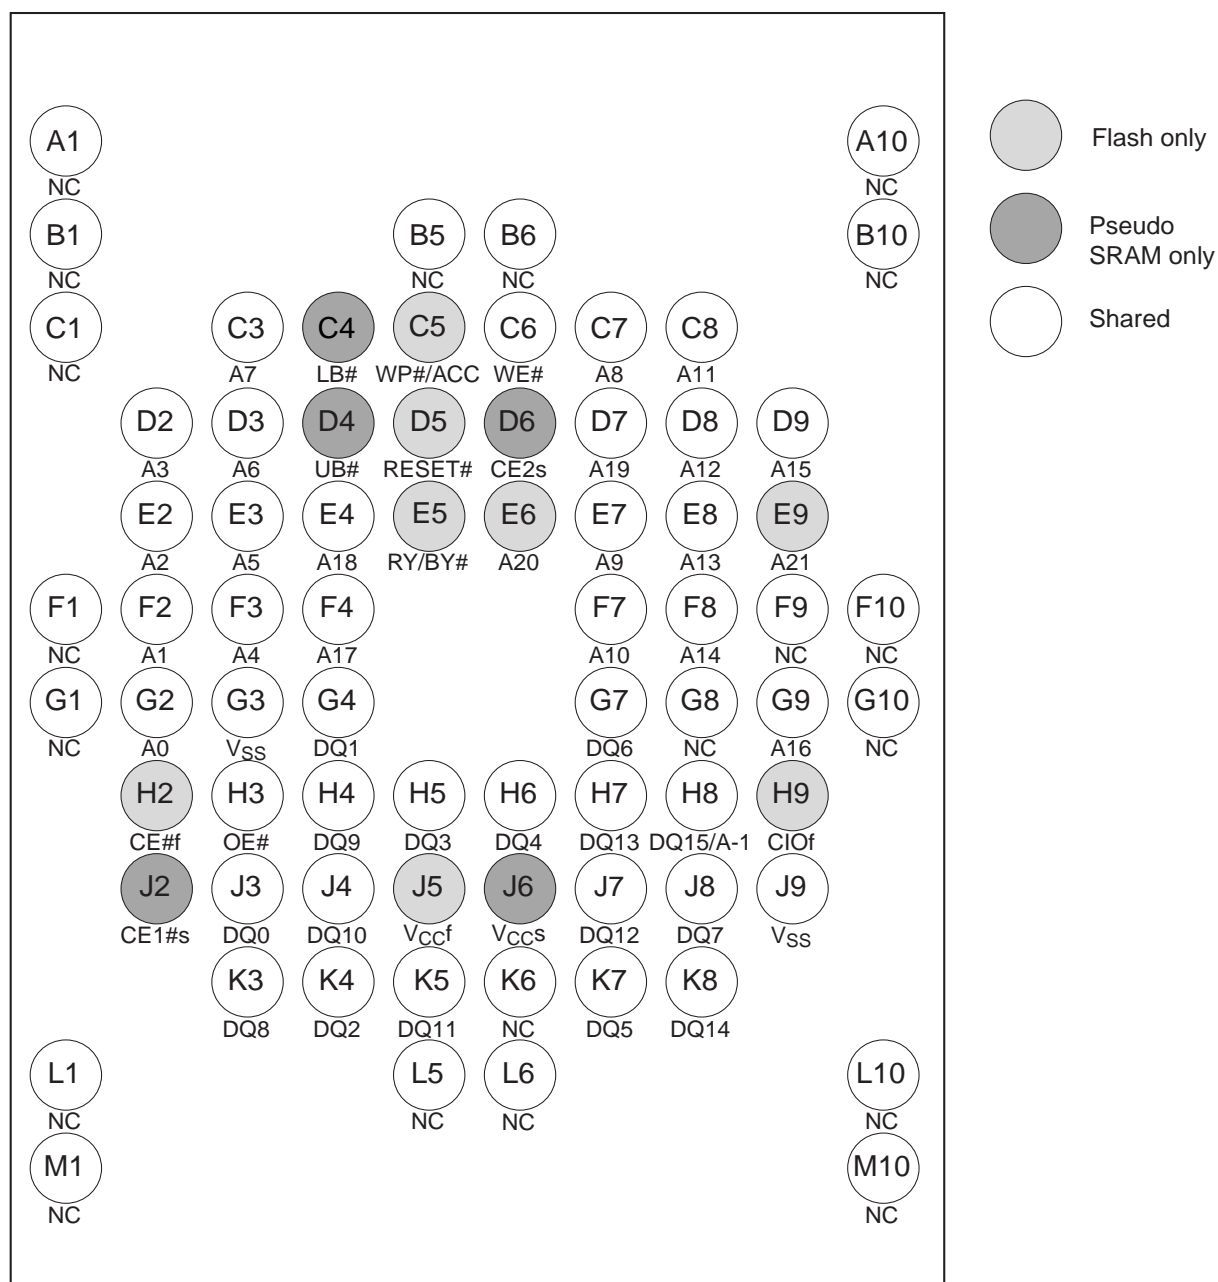 A1 A10
NC NC
Flash only
B1 B5 B6 B10
NC NC NC NC
Pseudo
SRAM only
C1 C3 C4 C5 C6 C7 C8
NC A7 LB# WP#/ACC WE# A8 A11
Shared
D2 D3 D4 D5 D6 D7 D8 D9
A3 A6 UB# RESET# CE2s A19 A12 A15
E2 E3 E4 E5 E6 E7 E8 E9
A2 A5 A18 RY/BY# A20 A9 A13 A21
F1 F2 F3 F4 F7 F8 F9 F10
NC A1 A4 A17 A10 A14 NC NC
G1 G2 G3 G4 G7 G8 G9 G10
NC A0 VSS DQ1 DQ6 NC A16 NC
H2 H3 H4 H5 H6 H7 H8 H9
CE#f OE# DQ9 DQ3 DQ4 DQ13 DQ15/A-1 CIOf
J2 J3 J4 J5 J6 J7 J8 J9
CE1#s DQ0 DQ10 VCCf VCCs DQ12 DQ7 VSS
K3 K4 K5 K6 K7 K8
DQ8 DQ2 DQ11 NC DQ5 DQ14
L1 L5 L6 L10
NC NC NC NC
M1 M10
NC NC